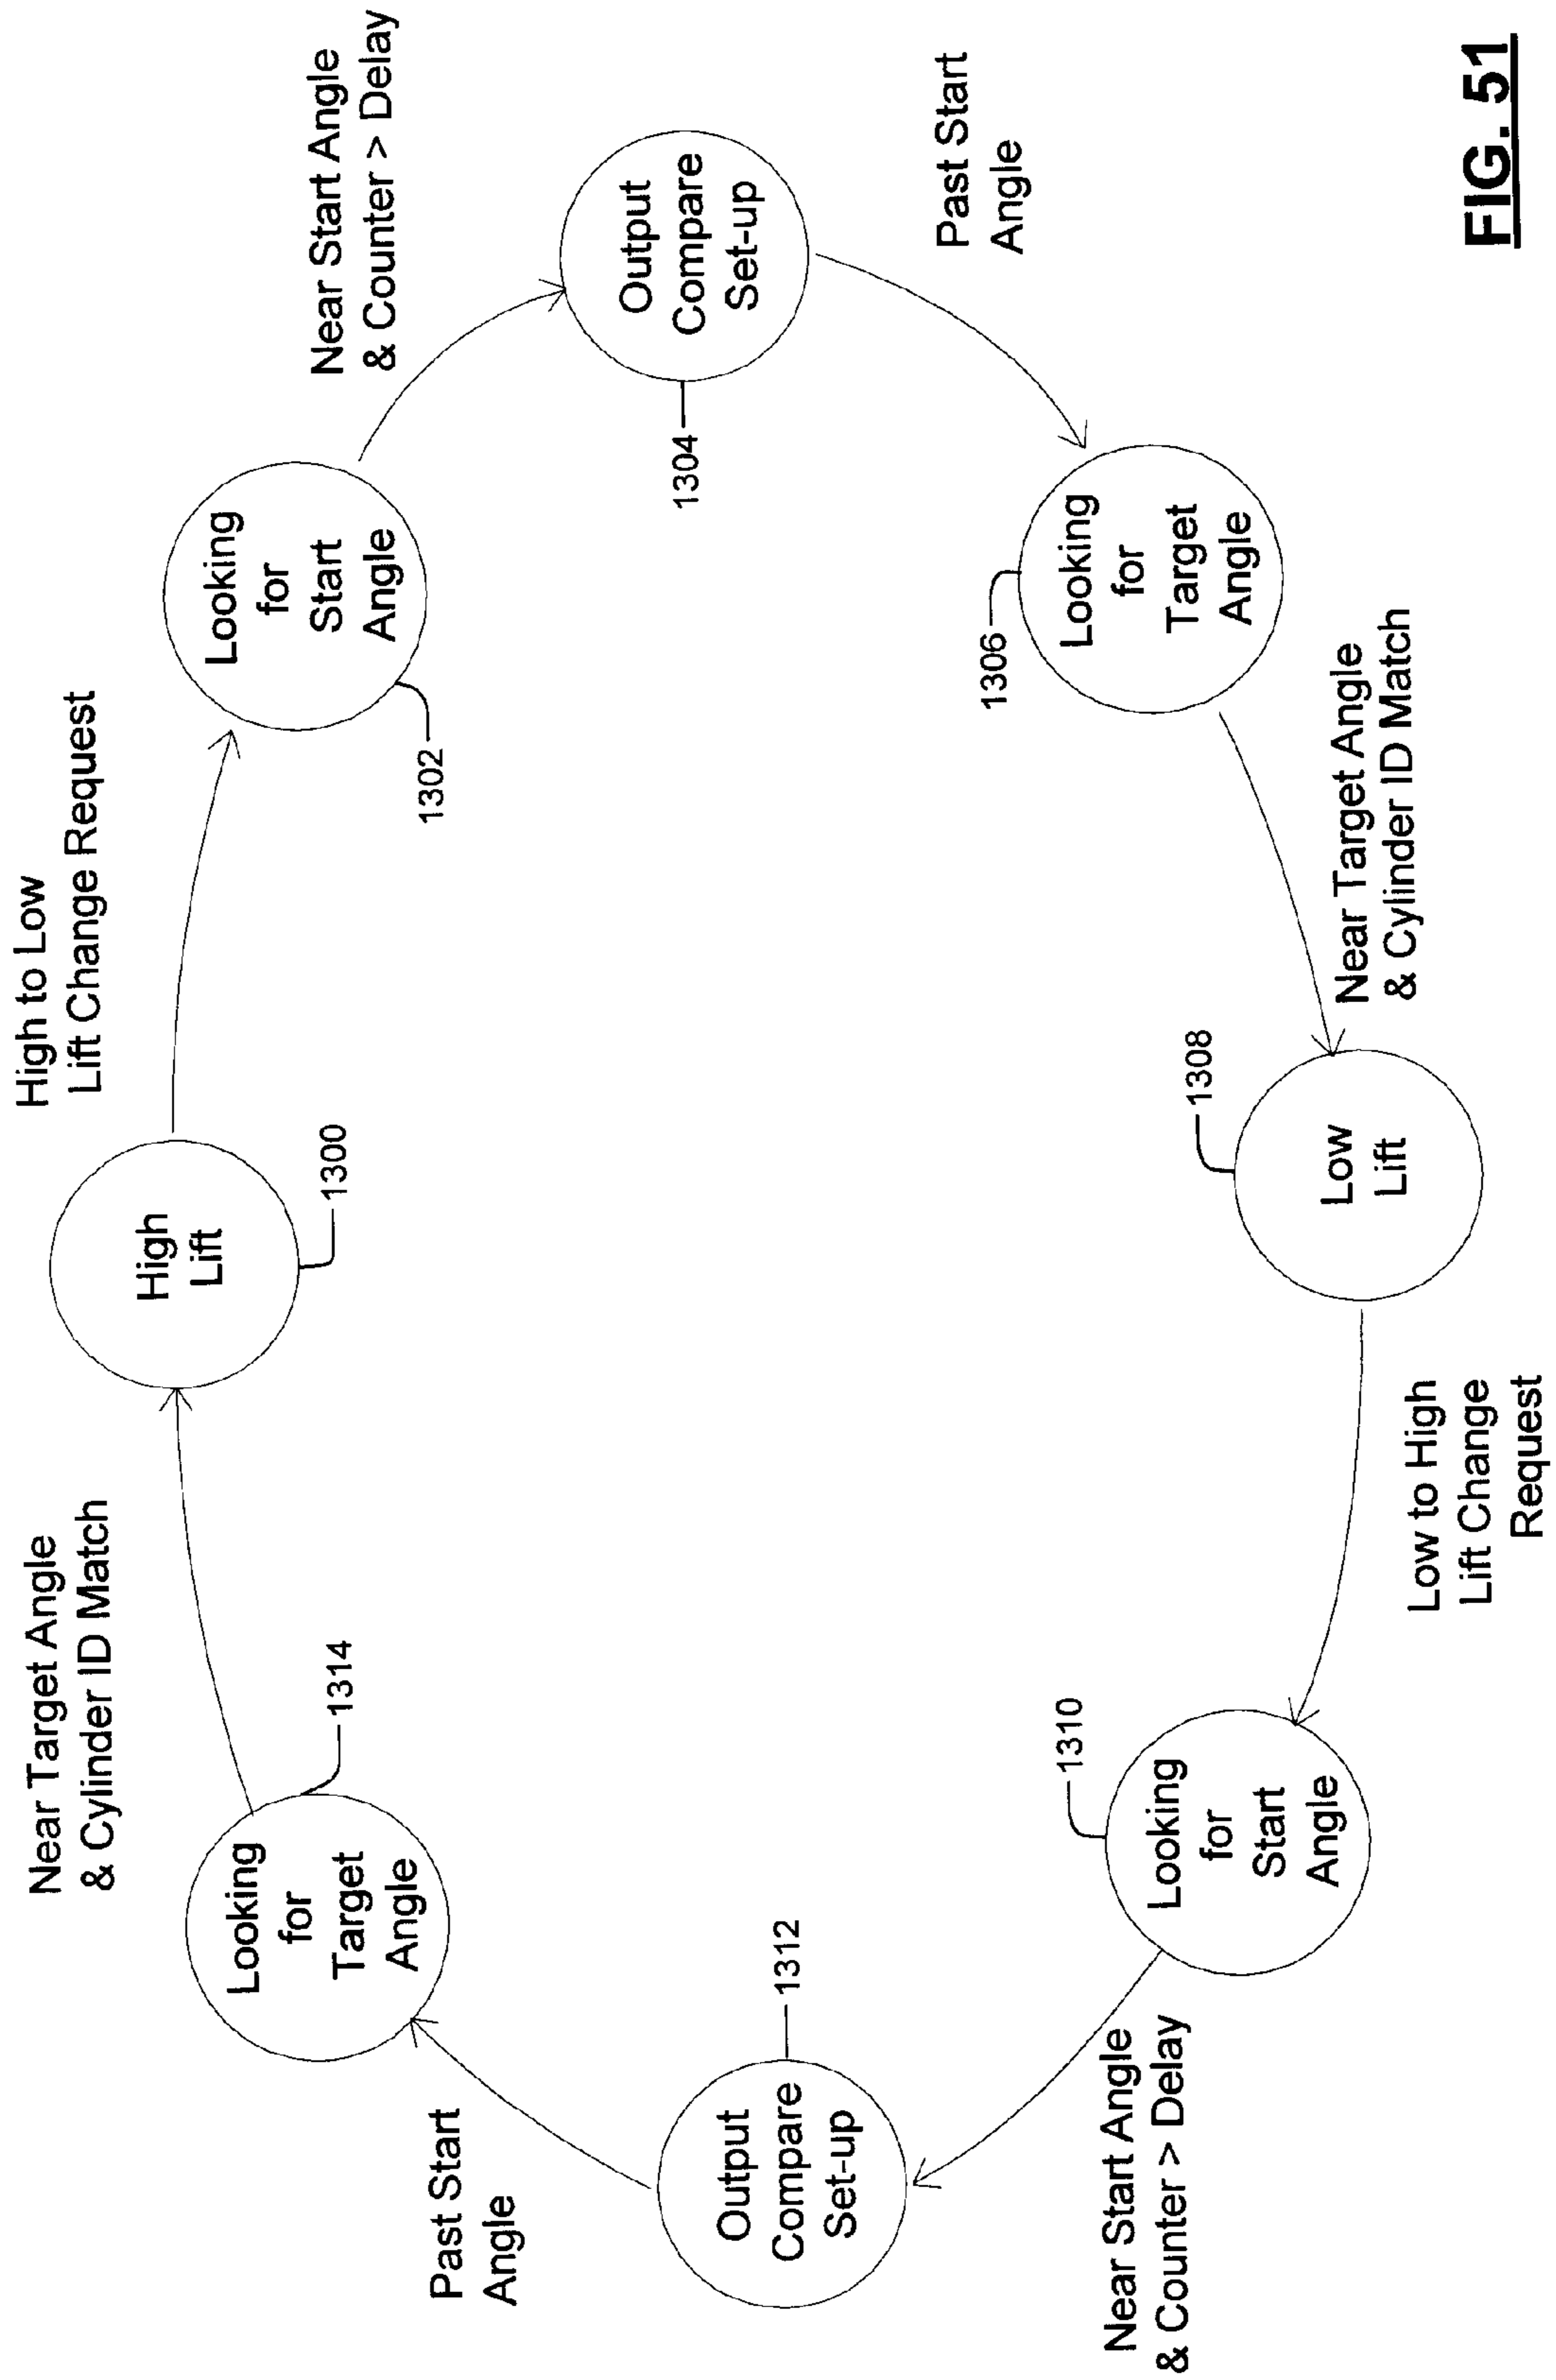 High to Low
Lift Change Request
Near Target Angle
& Cylinder ID Match
High
Lift
1300
Looking
for
Start
Angle
1302
Near Start Angle
& Counter > Delay
Output
Compare
Set-up
1304
Past Start
Angle
Looking
for
Target
Angle
1306
Near Target Angle
& Cylinder ID Match
Low
Lift
1308
Low to High
Lift Change
Request
Looking
for
Start
Angle
1310
Near Start Angle
& Counter > Delay
Output
Compare
Set-up
1312
Past Start
Angle
Looking
for
Target
Angle
1314
FIG. 51